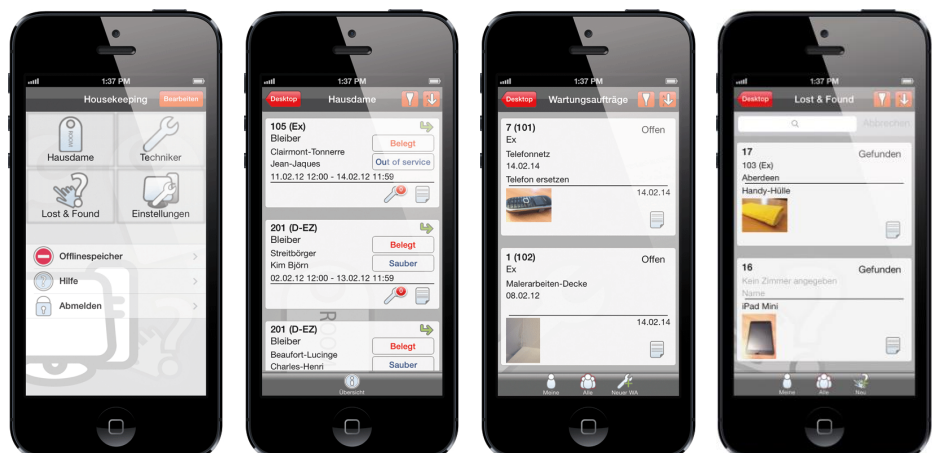 1:37 PM
Housekeeping
Bearbeiten
ROOM
Hausdame
Techniker
Lost & Found
Einstellungen
Offlinespeicher
Hilfe
Abmelden
1:37 PM
Desktop
Hausdame
105 (Ex)
Bleiber
Belegt
Clairmont-Tonnerre
Jean-Jaques
Out of service
11.02.12 12:00 - 14.02.12 11:59
0
201 (D-EZ)
Bleiber
Belegt
Streitbörger
Kim Björn
Sauber
02.02.12 12:00 - 13.02.12 11:59
0
201 (D-EZ)
Bleiber
Belegt
Beaufort-Lucinge
Charles-Henri
Sauber
Übersicht
1:37 PM
Desktop
Wartungsaufträge
7 (101)
Offen
Ex
Telefonnetz
14.02.14
Telefon ersetzen
14.02.14
1 (102)
Offen
Ex
Malerarbeiten-Decke
08.02.12
14.02.14
Meine
Alle
Neuer WA
1:37 PM
Desktop
Lost & Found
Abbrechen
17
Gefunden
103 (Ex)
Aberdeen
Handy-Hülle
16
Gefunden
Kein Zimmer angegeben
Name
iPad Mini
Meine
Alle
Neu